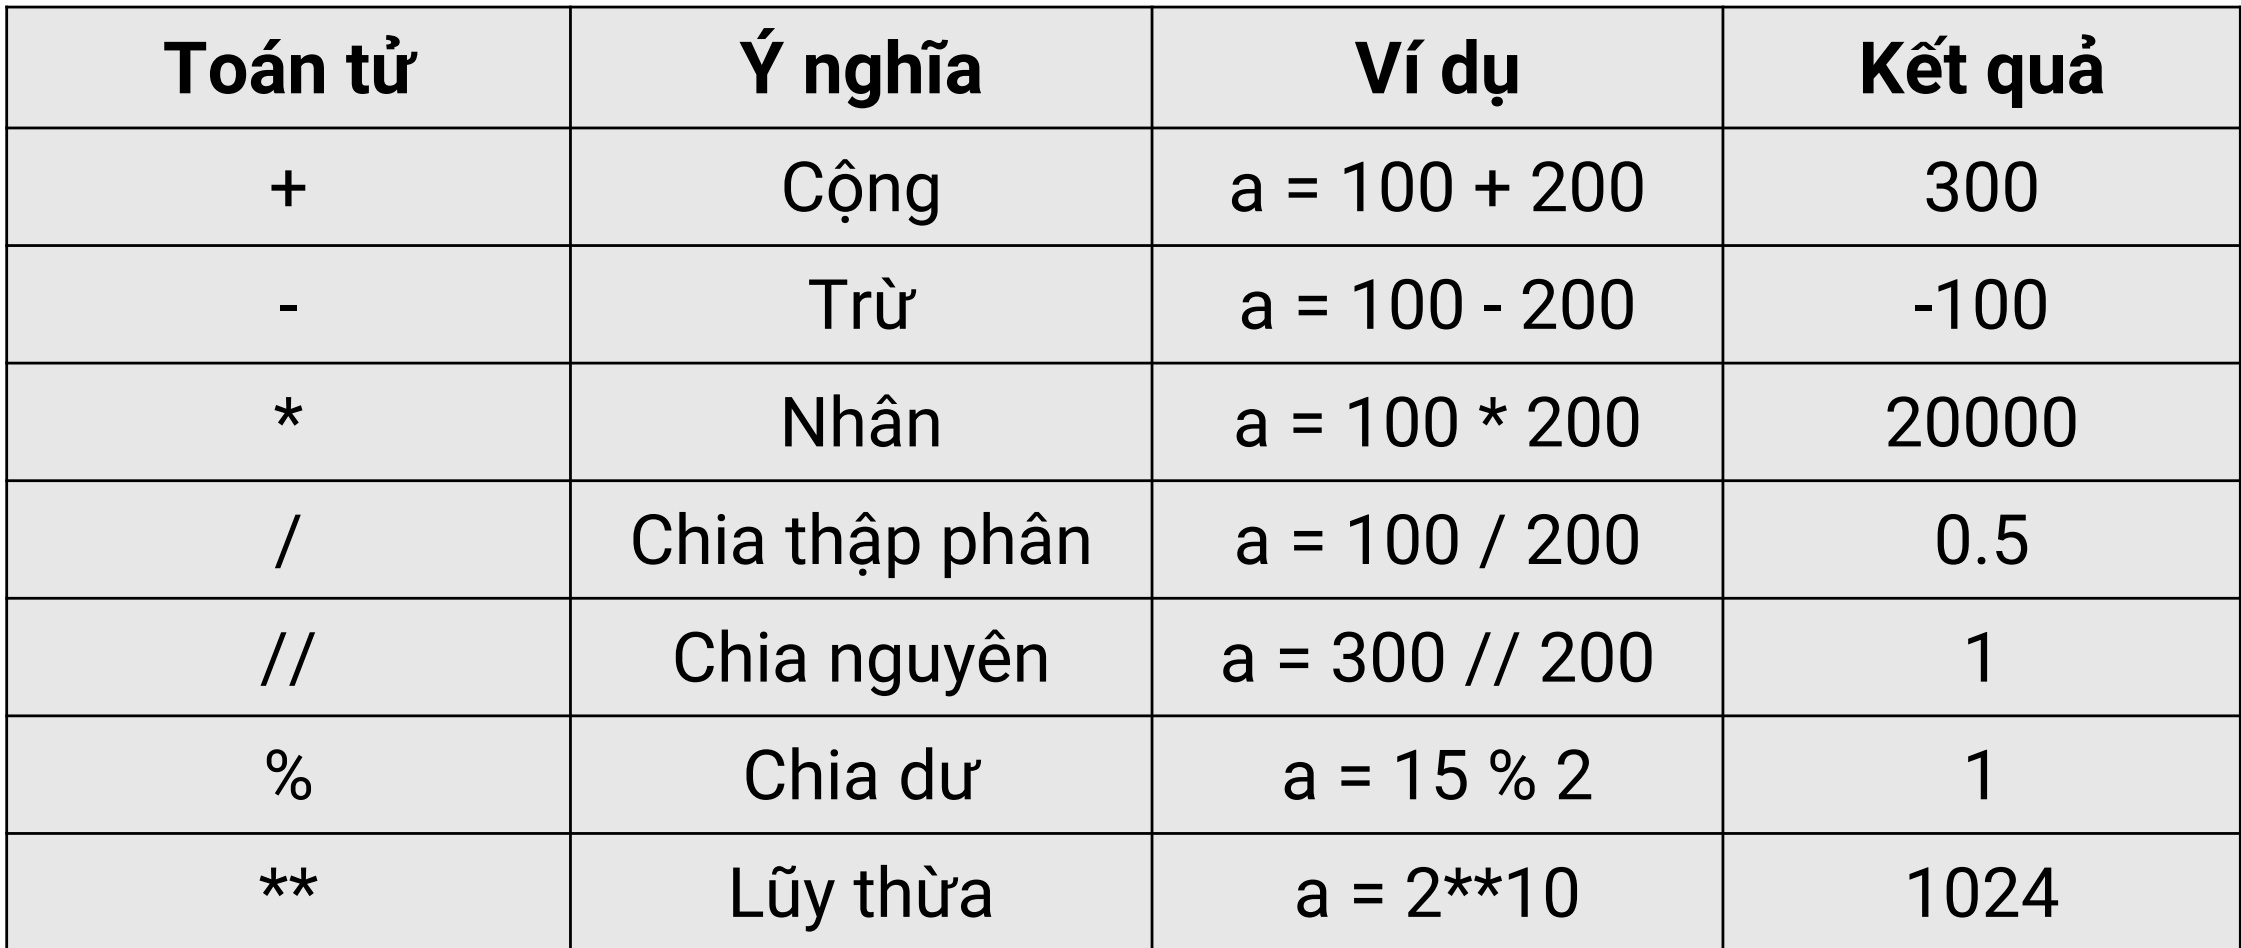 Toán tử Ý nghĩa Ví dụ Kết quả
+ Cộng a = 100 + 200 300
- Trừ a = 100 - 200 -100
* Nhân a = 100 * 200 20000
/ Chia thập phân a = 100 / 200 0.5
// Chia nguyên a = 300 // 200 1
% Chia dư a = 15 % 2 1
** Lũy thừa a = 2**10 1024